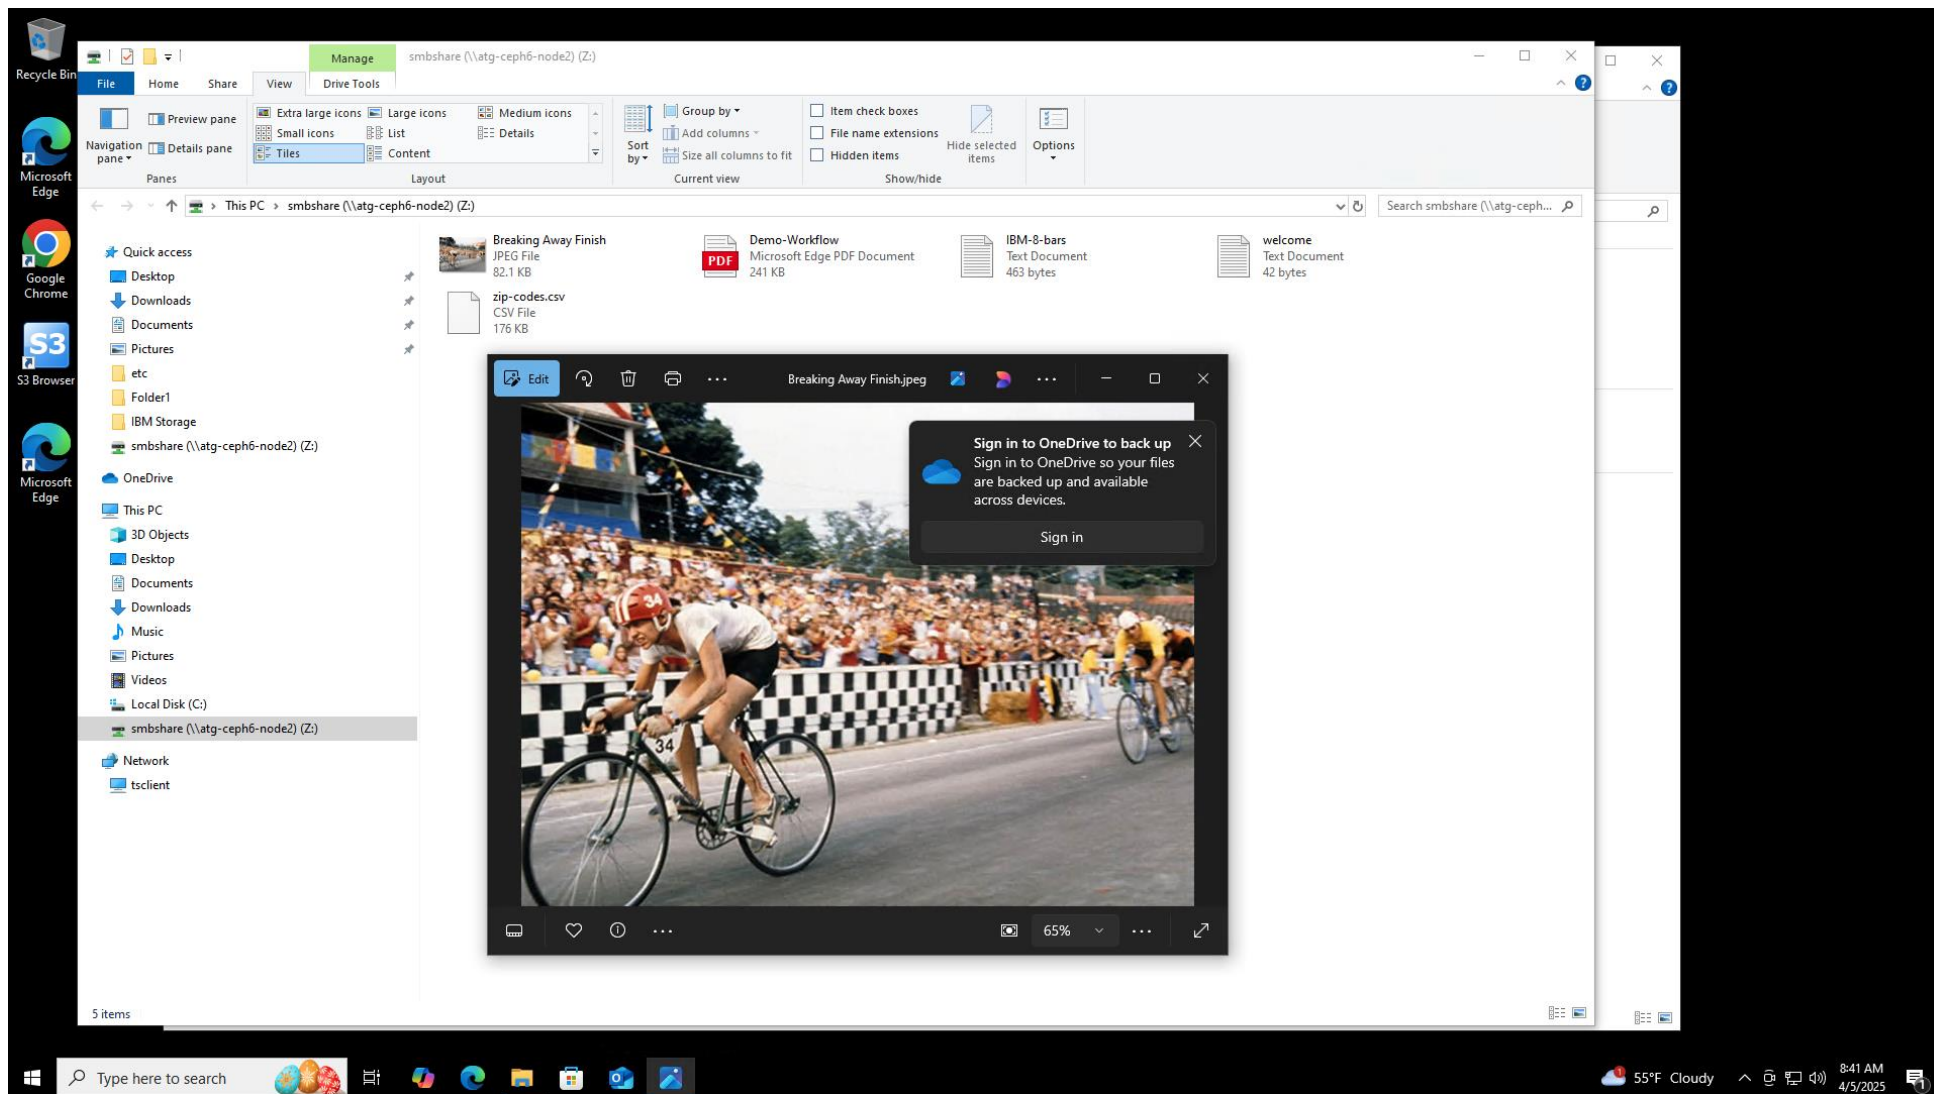 Recycle Bin
Microsoft
Edge
Google
Chrome
S3
S3 Browser
Microsoft
Edge
Manage
smbshare (\\atg-ceph6-node2) (Z:)
File
Home
Share
View
Drive Tools
Navigation
pane
Preview pane
Details pane
Panes
Extra large icons
Large icons
Medium icons
Small icons
List
Details
Tiles
Content
Layout
Sort
by
Group by
Add columns
Size all columns to fit
Current view
Item check boxes
File name extensions
Hidden items
Hide selected
items
Show/hide
Options
This PC
smbshare (\\atg-ceph6-node2) (Z:)
Search smbshare (\\atg-ceph...
Quick access
Desktop
Downloads
Documents
Pictures
etc
Folder1
IBM Storage
smbshare (\\atg-ceph6-node2) (Z:)
OneDrive
This PC
3D Objects
Desktop
Documents
Downloads
Music
Pictures
Videos
Local Disk (C:)
smbshare (\\atg-ceph6-node2) (Z:)
Network
tsclient
Breaking Away Finish
JPEG File
82.1 KB
PDF
Demo-Workflow
Microsoft Edge PDF Document
241 KB
IBM-8-bars
Text Document
463 bytes
welcome
Text Document
42 bytes
zip-codes.csv
CSV File
176 KB
Edit
Breaking Away Finish.jpeg
Sign in to OneDrive to back up
Sign in to OneDrive so your files
are backed up and available
across devices.
Sign in
34
34
65%
5 items
Type here to search
1
55°F Cloudy
8:41 AM
4/5/2025
1